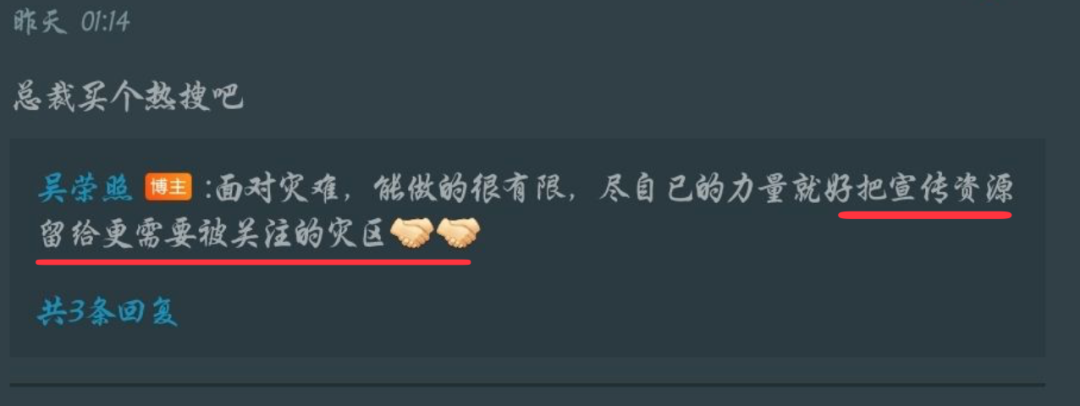 昨天 01:14
总裁买个热搜吧
吴荣照 博主 :面对灾难，能做的很有限，尽自己的力量就好把宣传资源
留给更需要被关注的灾区🤝🤝
共3条回复